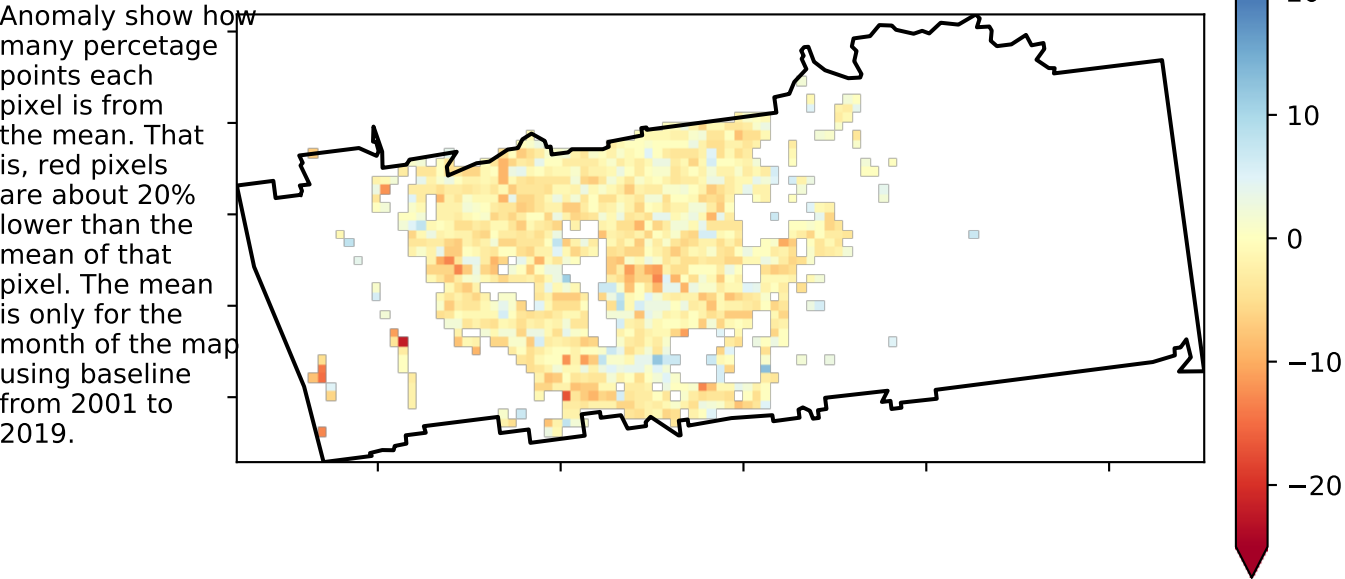 Anomaly show how
many percetage
points each
pixel is from
the mean. That
is, red pixels
are about 20%
lower than the
mean of that
pixel. The mean
is only for the
month of the map
using baseline
from 2001 to
2019.
10
0
−10
−20